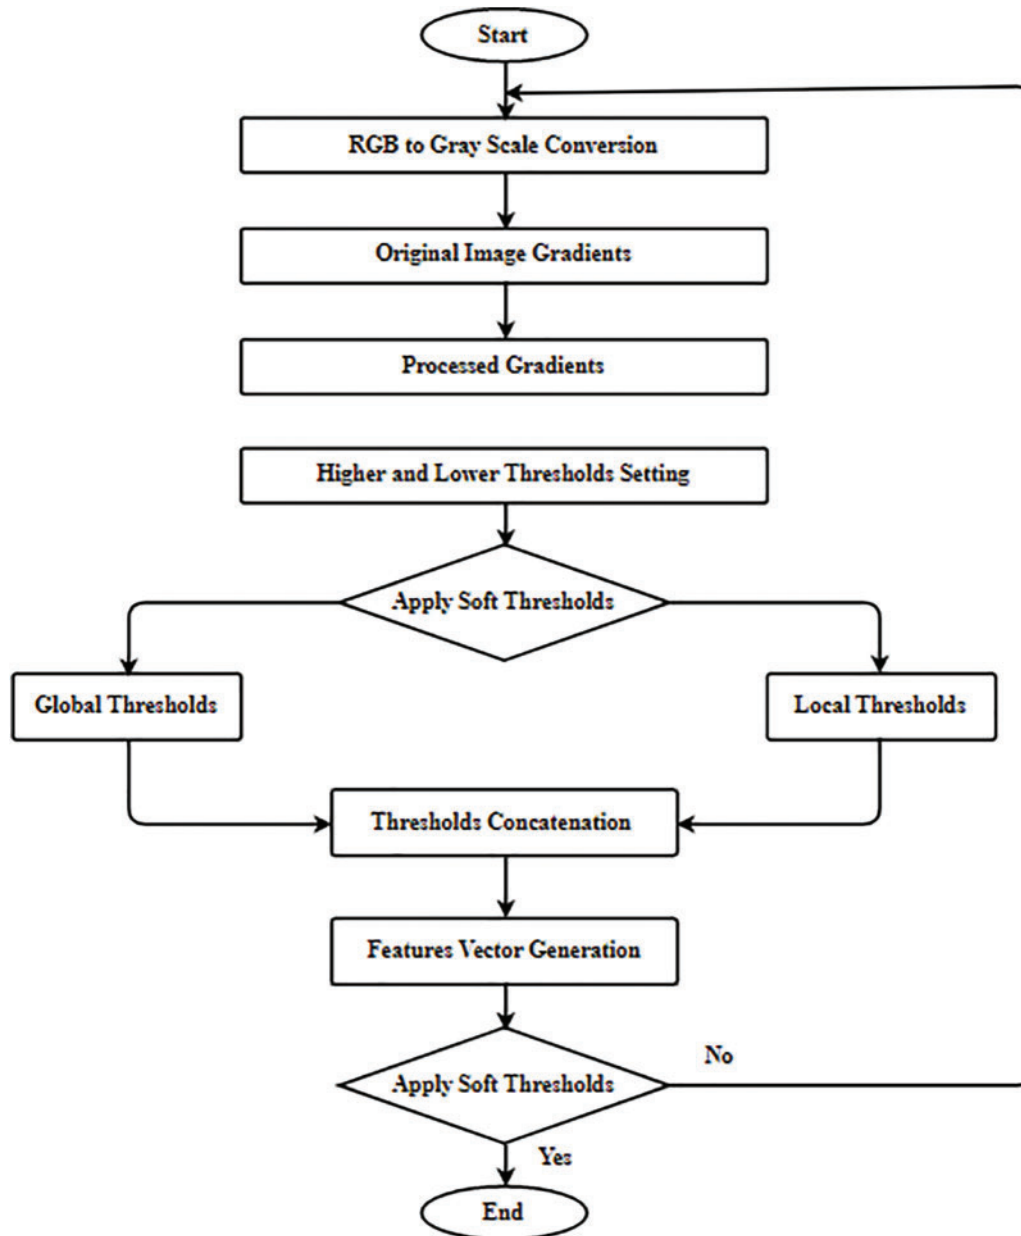 Start
RGB to Gray Scale Conversion
Original Image Gradients
Processed Gradients
Higher and Lower Thresholds Setting
Apply Soft Thresholds
Global Thresholds
Local Thresholds
Thresholds Concatenation
Features Vector Generation
Apply Soft Thresholds
No
Yes
End